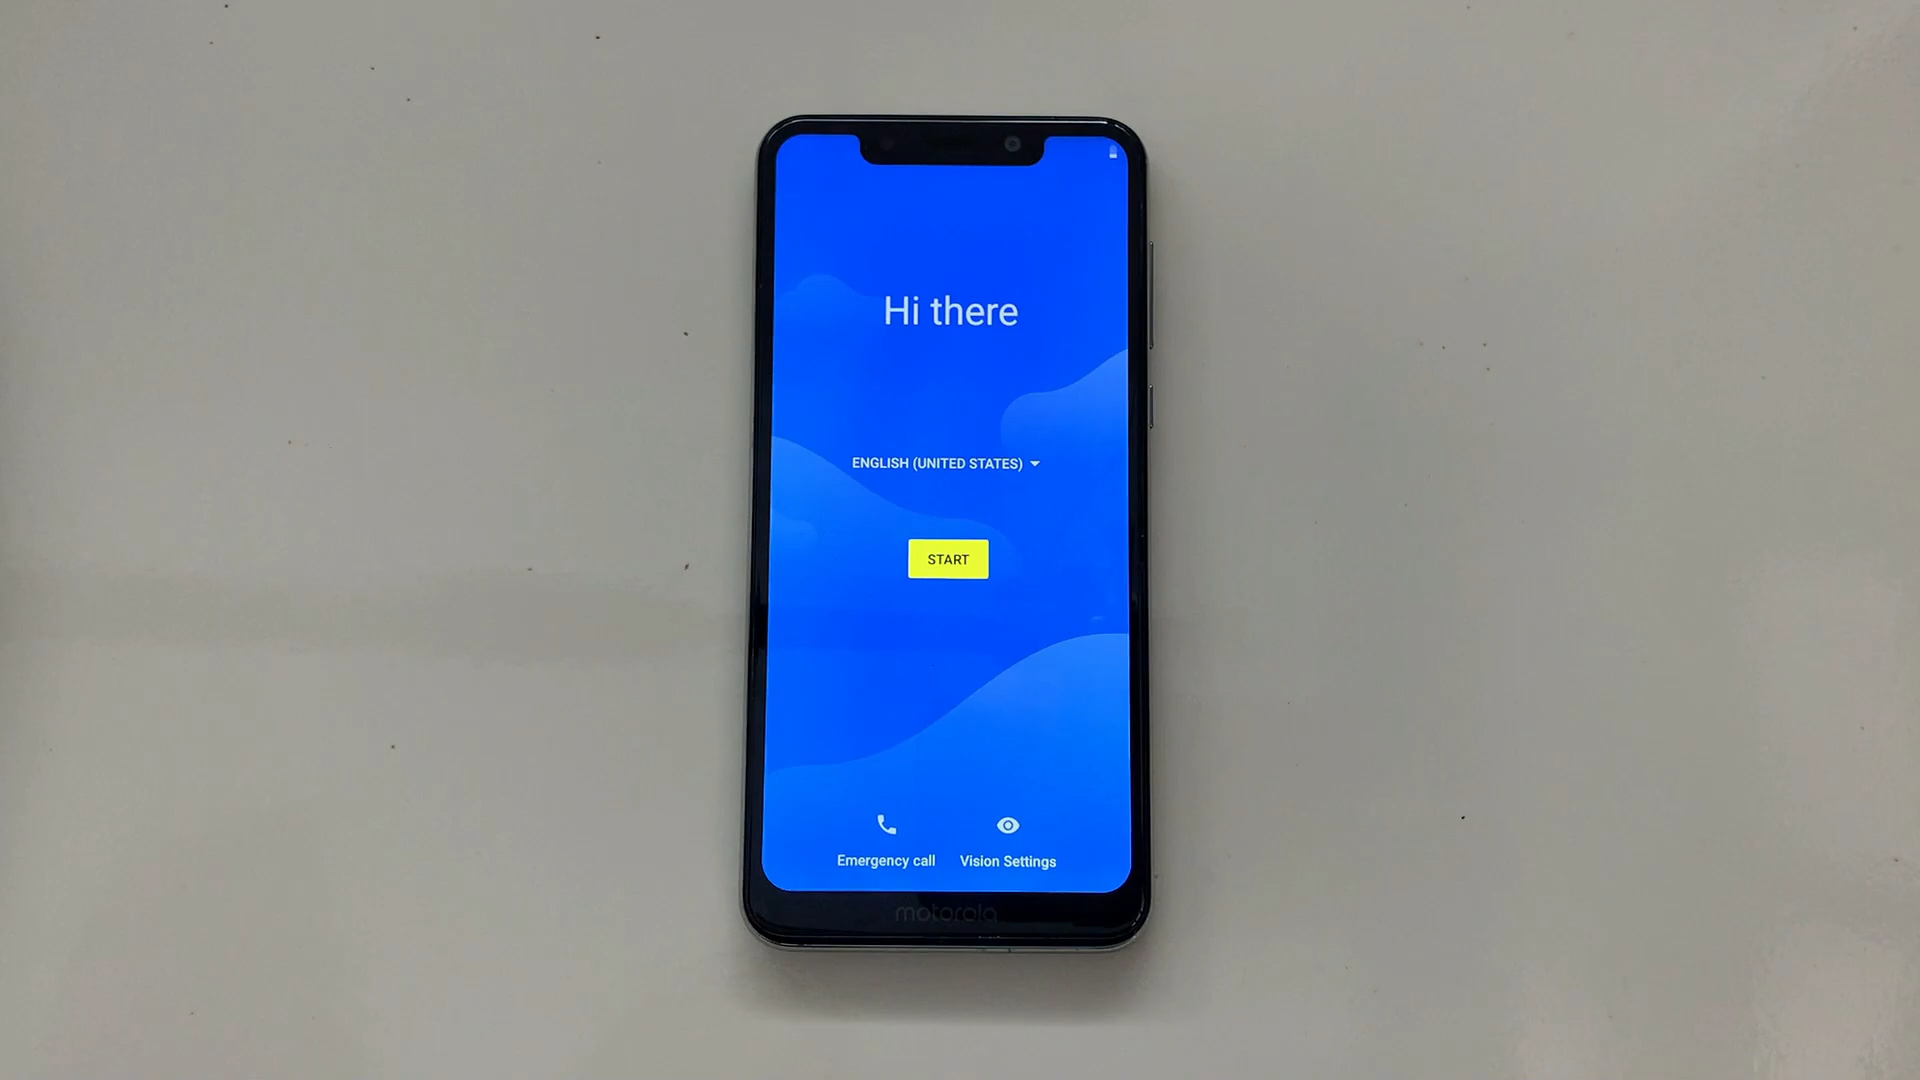 Hi there
ENGLISH (UNITED STATES)
START
Emergency call
Vision Settings
motorola